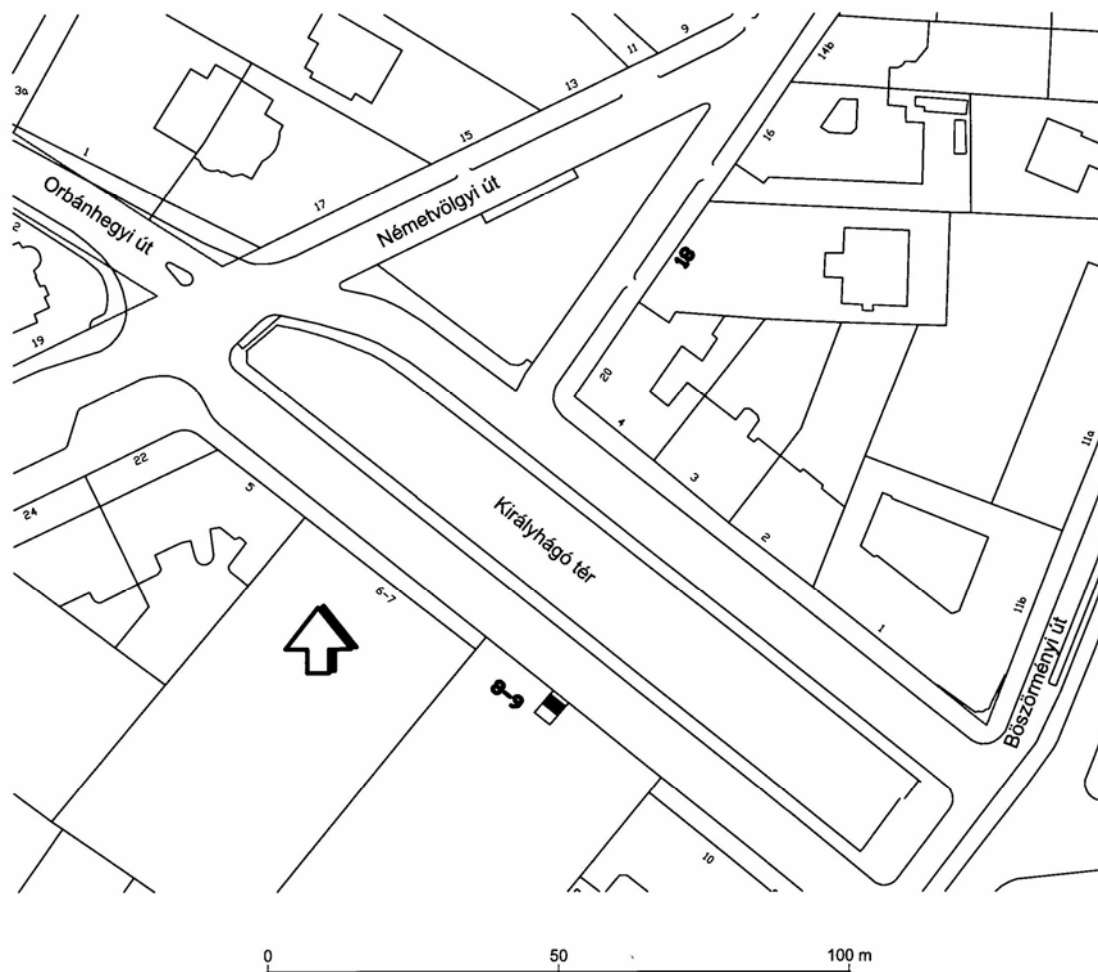 9
11
13
14b
3a
15
16
1
17
Orbánhegyi út
Németvölgyi út
2
18
19
20
4
11a
22
5
3
24
Királyhágó tér
2
6-7
1
11b
8-9
Böszörményi út
10
0
50
100 m